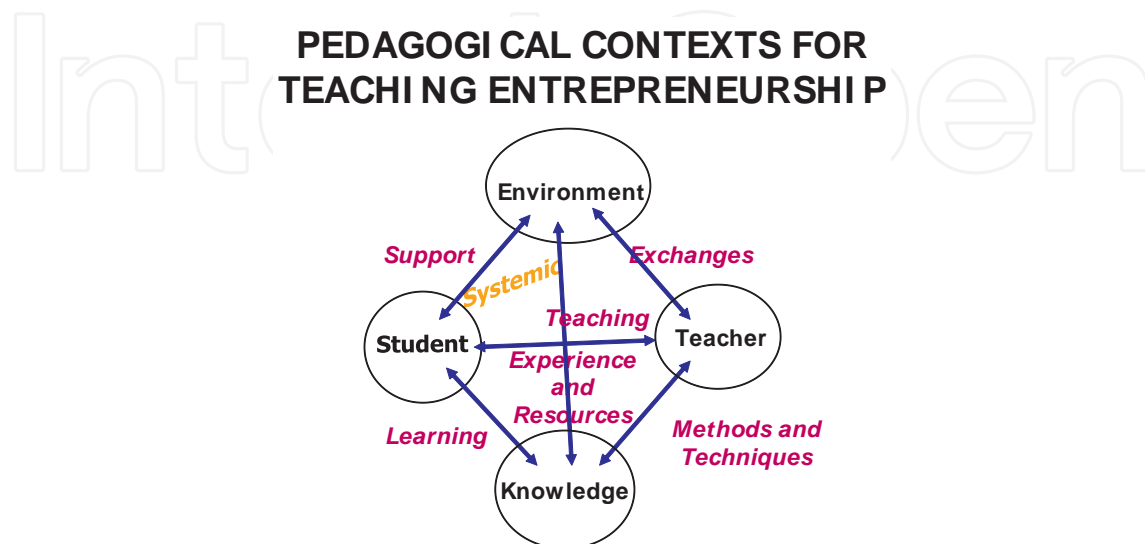 PEDAGOGI CAL CONTEXTS FOR
TEACHI NG ENTREPRENEURSHI P
Environment
Support
Exchanges
Systemic
Teaching
Student
Teacher
Experience
and
Resources
Learning
Methods and
Techniques
Knowledge